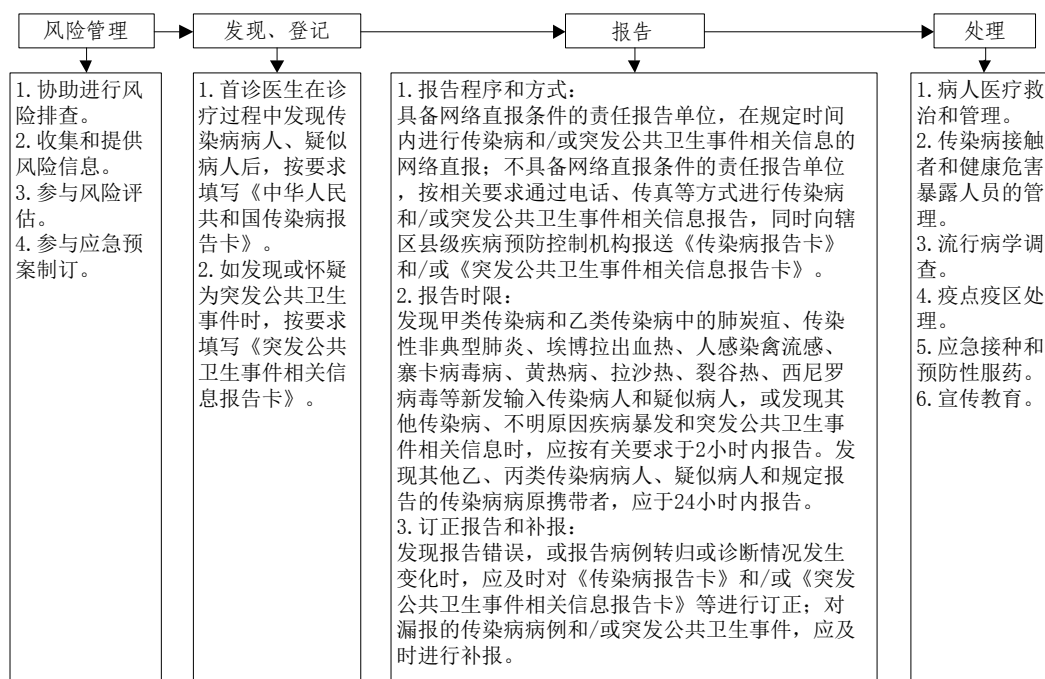 风险管理
发现、登记
报告
处理
1.协助进行风
险排查。
2.收集和提供
风险信息。
3.参与风险评
估。
4.参与应急预
案制订。
1.首诊医生在诊
疗过程中发现传
染病病人、疑似
病人后，按要求
填写《中华人民
共和国传染病报
告卡》。
2.如发现或怀疑
为突发公共卫生
事件时，按要求
填写《突发公共
卫生事件相关信
息报告卡》。
1.报告程序和方式：
具备网络直报条件的责任报告单位，在规定时间
内进行传染病和/或突发公共卫生事件相关信息的
网络直报；不具备网络直报条件的责任报告单位
，按相关要求通过电话、传真等方式进行传染病
和/或突发公共卫生事件相关信息报告，同时向辖
区县级疾病预防控制机构报送《传染病报告卡》
和/或《突发公共卫生事件相关信息报告卡》。
2.报告时限：
发现甲类传染病和乙类传染病中的肺炭疽、传染
性非典型肺炎、埃博拉出血热、人感染禽流感、
寨卡病毒病、黄热病、拉沙热、裂谷热、西尼罗
病毒等新发输入传染病人和疑似病人，或发现其
他传染病、不明原因疾病暴发和突发公共卫生事
件相关信息时，应按有关要求于2小时内报告。发
现其他乙、丙类传染病病人、疑似病人和规定报
告的传染病病原携带者，应于24小时内报告。
3.订正报告和补报：
发现报告错误，或报告病例转归或诊断情况发生
变化时，应及时对《传染病报告卡》和/或《突发
公共卫生事件相关信息报告卡》等进行订正；对
漏报的传染病病例和/或突发公共卫生事件，应及
时进行补报。
1.病人医疗救
治和管理。
2.传染病接触
者和健康危害
暴露人员的管
理。
3.流行病学调
查。
4.疫点疫区处
理。
5.应急接种和
预防性服药。
6.宣传教育。